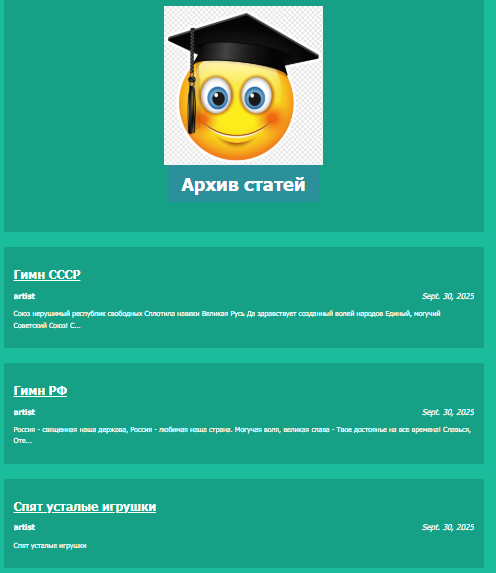 Архив статей
Гимн СССР
artist Sept. 30, 2025
Союз нерушимый республик свободных Сплотила навеки Великая Русь Да здравствует созданный волей народов Единый, могучий
Советский Союз! С...
Гимн РФ
artist Sept. 30, 2025
Россия - священная наша держава, Россия - любимая наша страна. Могучая воля, великая слава - Твое достоянье на все времена! Славься,
Оте...
Спят усталые игрушки
artist Sept. 30, 2025
Спят усталые игрушки